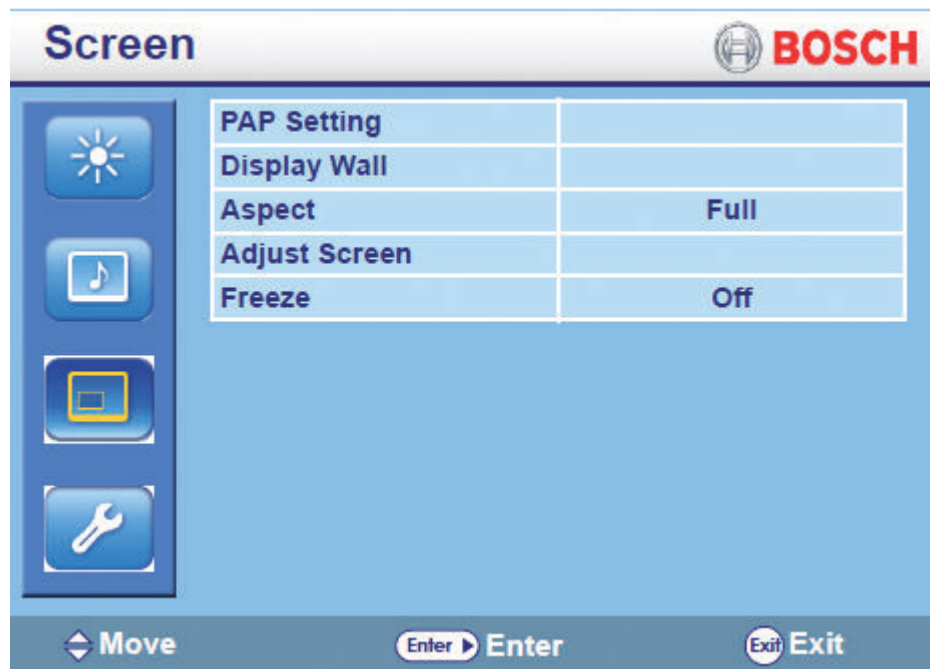 Screen BOSCH
PAP Setting
Display Wall
Aspect Full
Adjust Screen
Freeze Off
Move Enter Enter Exit Exit